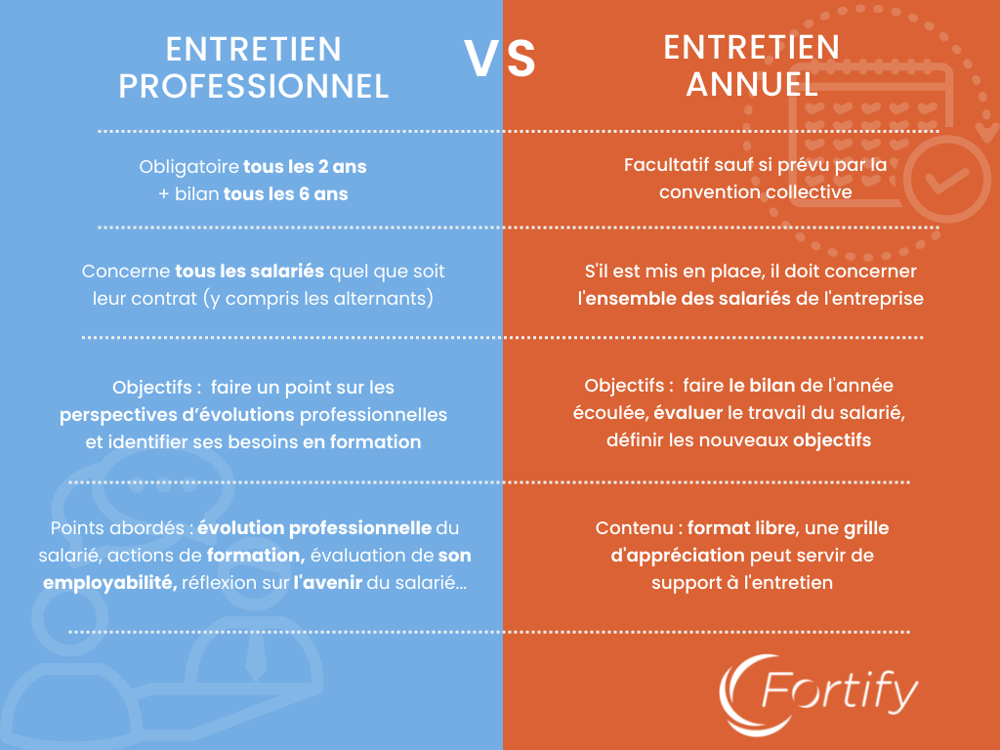 ENTRETIEN
PROFESSIONNEL
VS
ENTRETIEN
ANNUEL
Obligatoire tous les 2 ans
+ bilan tous les 6 ans
Facultatif sauf si prévu par la
convention collective
Concerne tous les salariés quel que soit
leur contrat (y compris les alternants)
S'il est mis en place, il doit concerner
l'ensemble des salariés de l'entreprise
Objectifs : faire un point sur les
perspectives d’évolutions professionnelles
et identifier ses besoins en formation
Objectifs : faire le bilan de l'année
écoulée, évaluer le travail du salarié,
définir les nouveaux objectifs
Points abordés : évolution professionnelle du
salarié, actions de formation, évaluation de son
employabilité, réflexion sur l'avenir du salarié...
Contenu : format libre, une grille
d'appréciation peut servir de
support à l'entretien
Fortify